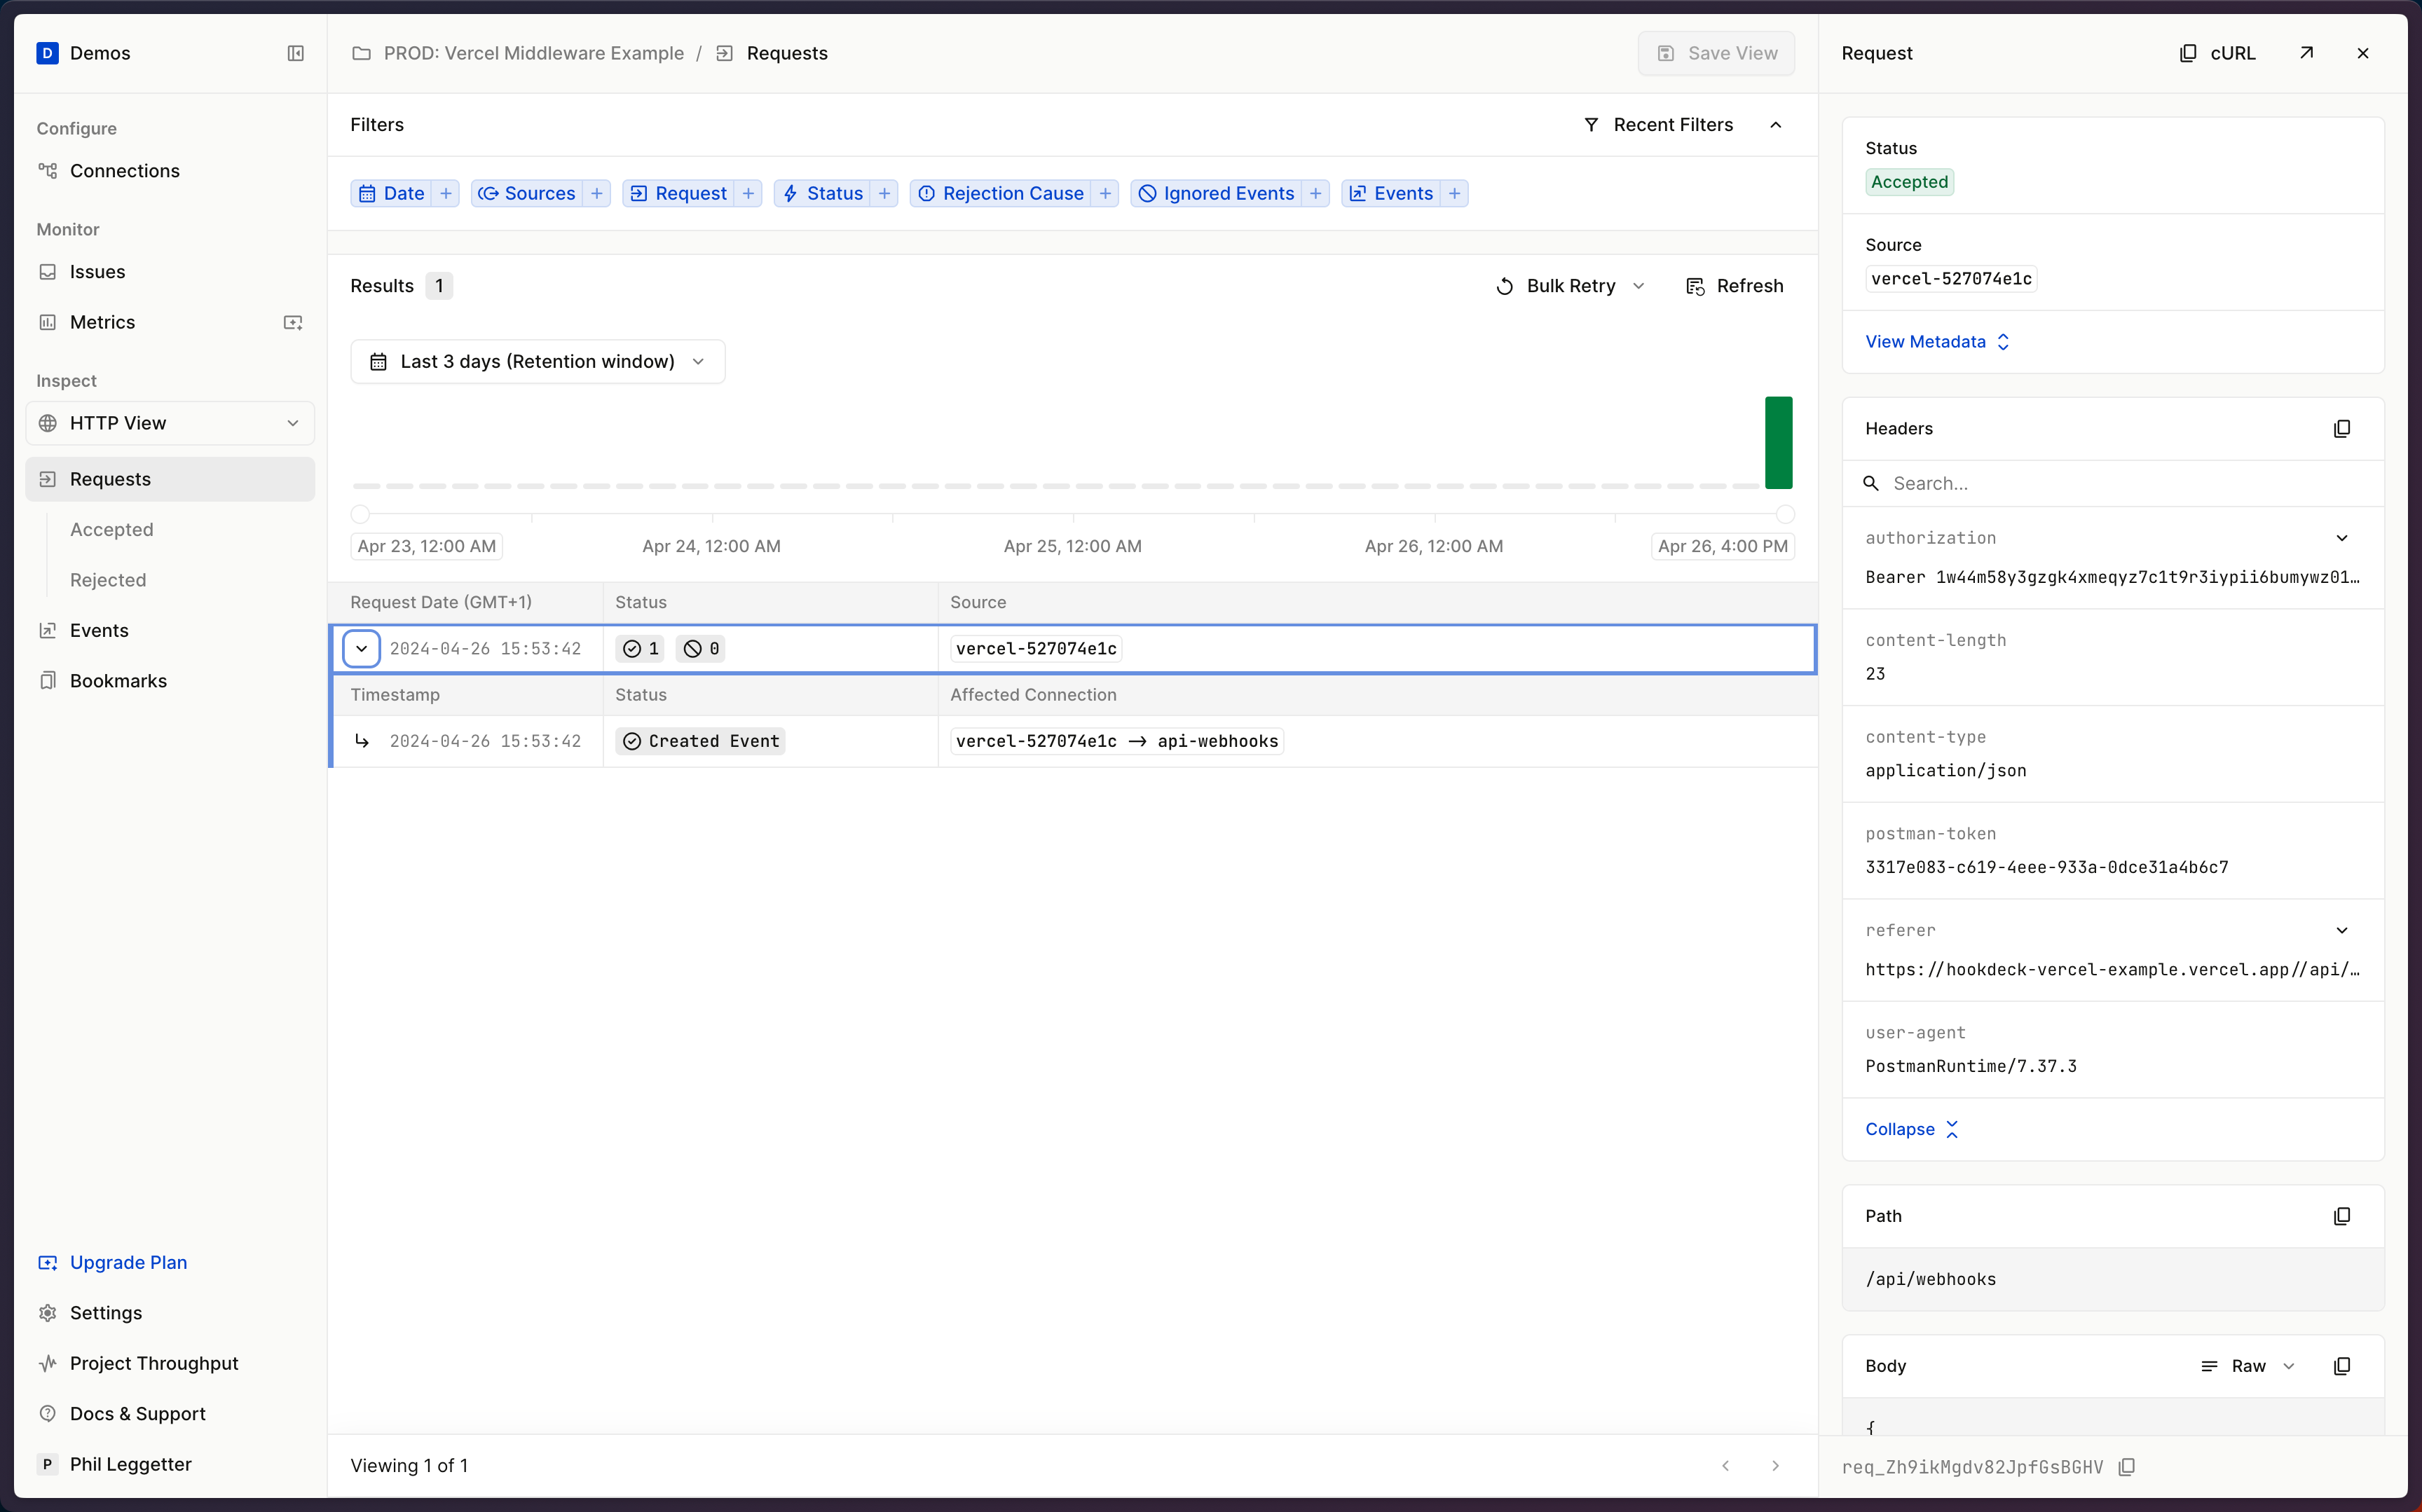 D Demos
Configure
Connections
Monitor
Issues
Metrics
Inspect
HTTP View
Requests
Accepted
Rejected
Events
Bookmarks
Upgrade Plan
Settings
Project Throughput
Docs & Support
P Phil Leggetter
PROD: Vercel Middleware Example / Requests
Save View
Filters
Recent Filters
Date + Sources + Request + Status + Rejection Cause + Ignored Events + Events +
Results 1
Bulk Retry
Refresh
Last 3 days (Retention window)
Apr 23, 12:00 AM Apr 24, 12:00 AM Apr 25, 12:00 AM Apr 26, 12:00 AM Apr 26, 4:00 PM
Request Date (GMT+1) Status Source
2024-04-26 15:53:42 1 0 vercel-527074e1c
Timestamp Status Affected Connection
2024-04-26 15:53:42 Created Event vercel-527074e1c → api-webhooks
Viewing 1 of 1
Request
cURL
Status
Accepted
Source
vercel-527074e1c
View Metadata
Headers
Search...
authorization
Bearer 1w44m58y3gzgk4xmeqyz7c1t9r3iypii6bumywz01…
content-length
23
content-type
application/json
postman-token
3317e083-c619-4eee-933a-0dce31a4b6c7
referer
https://hookdeck-vercel-example.vercel.app//api/…
user-agent
PostmanRuntime/7.37.3
Collapse
Path
/api/webhooks
Body
Raw
{
req_Zh9ikMgdv82JpfGsBGHV